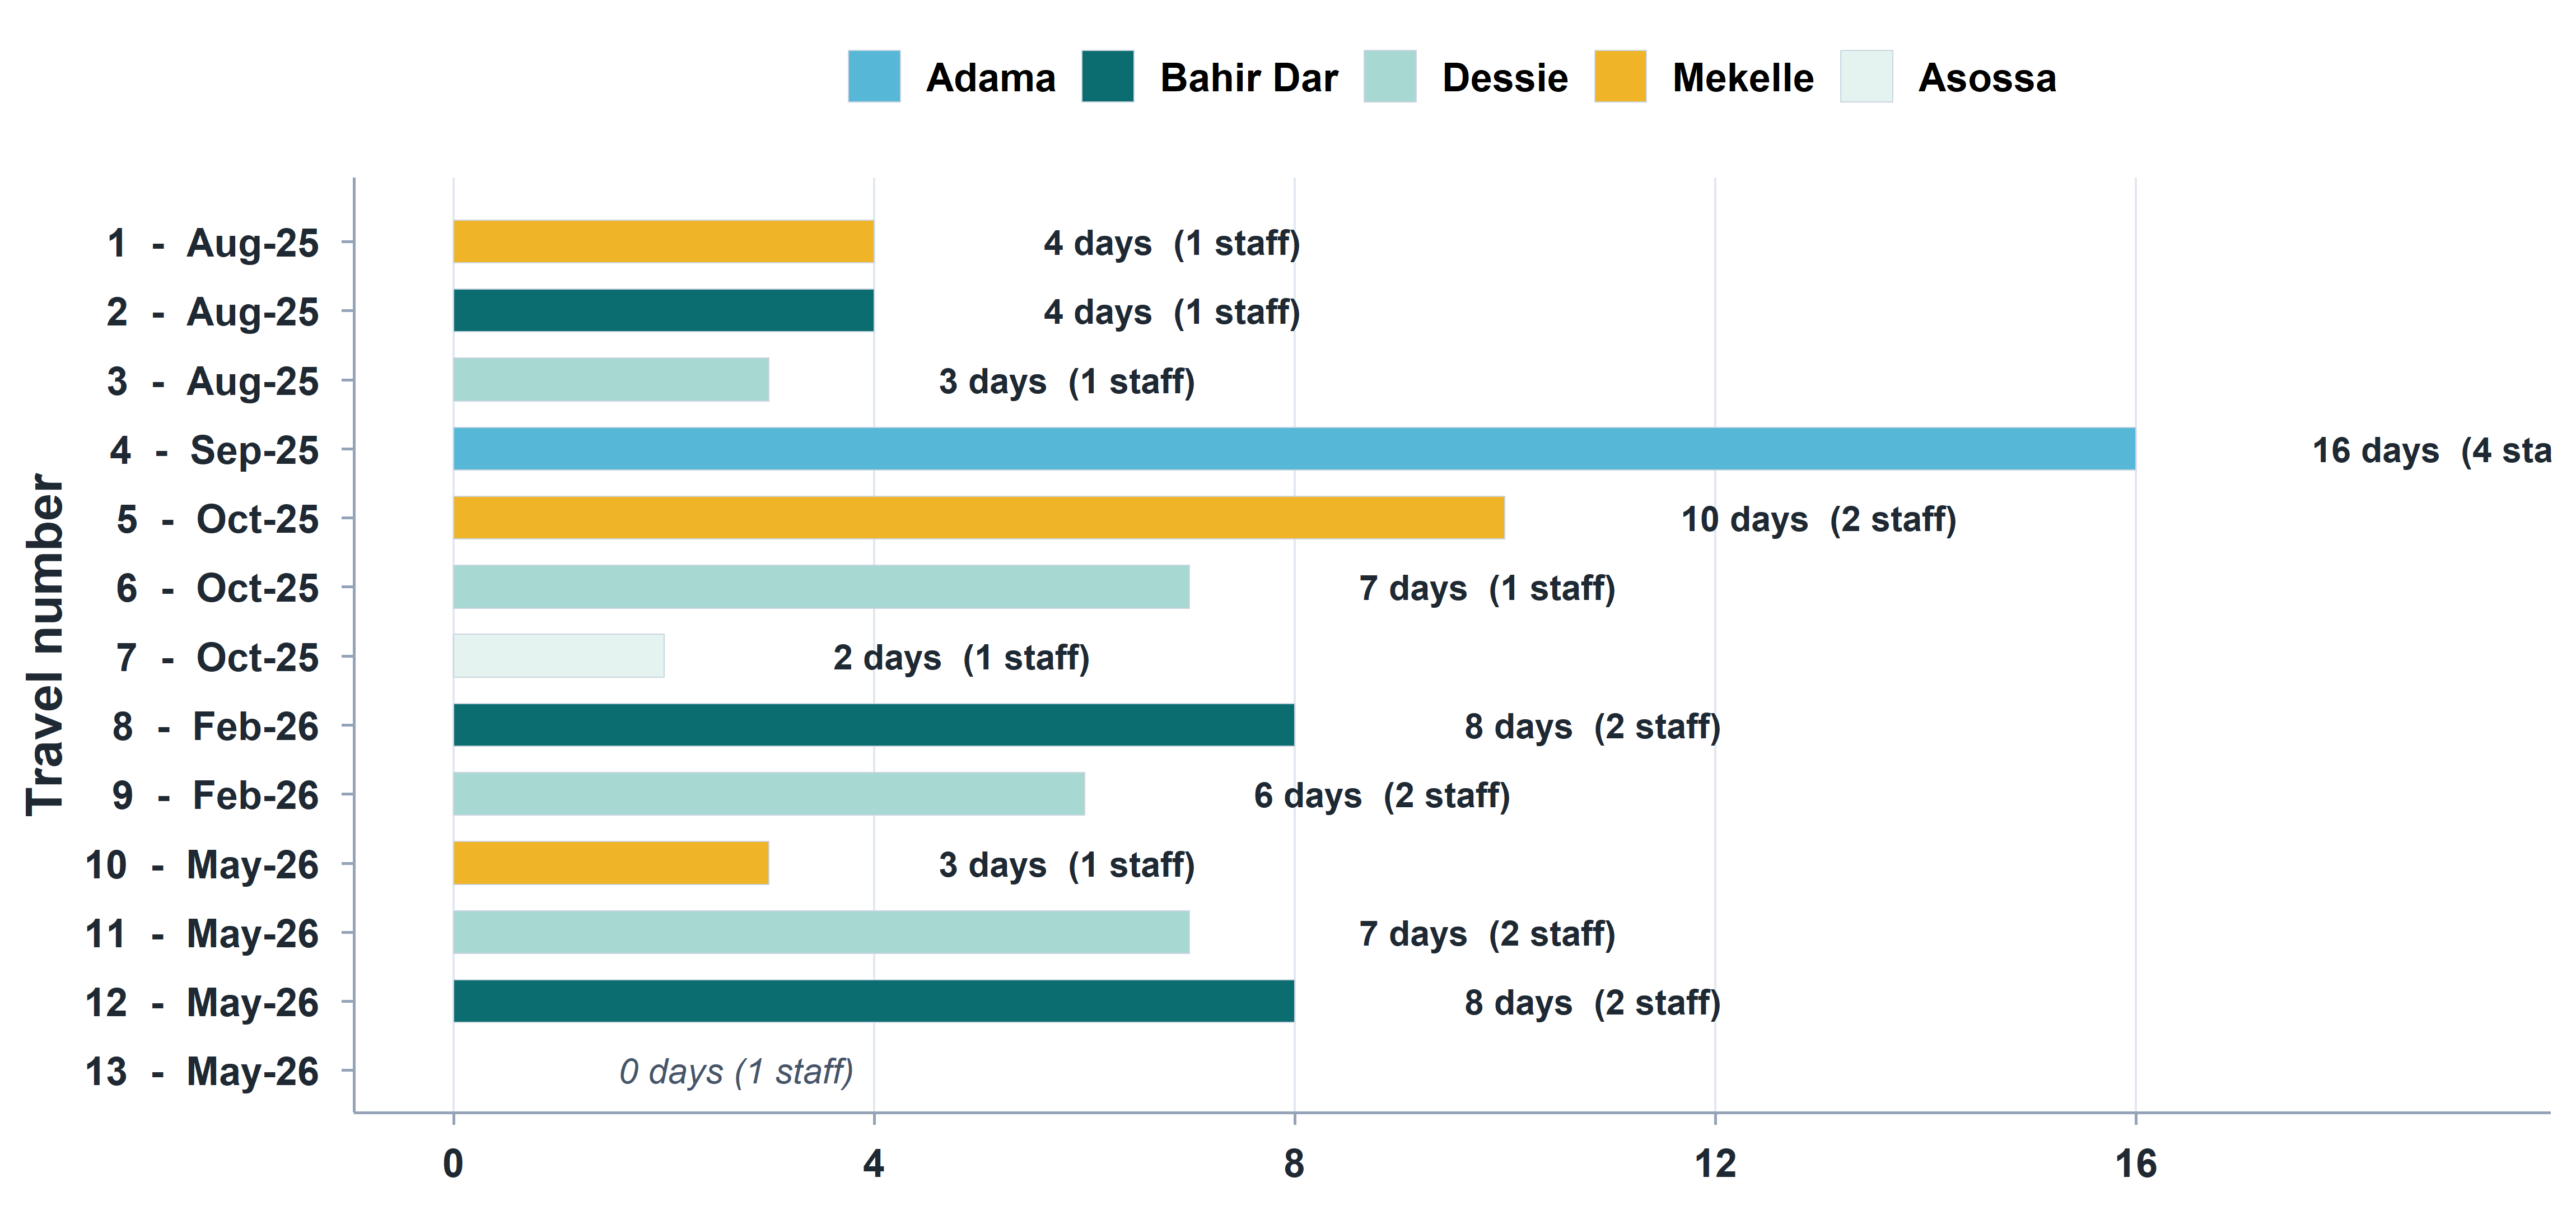 Adama Bahir Dar Dessie Mekelle Asossa
Travel number
1 - Aug-25 4 days (1 staff)
2 - Aug-25 4 days (1 staff)
3 - Aug-25 3 days (1 staff)
4 - Sep-25 16 days (4 sta
5 - Oct-25 10 days (2 staff)
6 - Oct-25 7 days (1 staff)
7 - Oct-25 2 days (1 staff)
8 - Feb-26 8 days (2 staff)
9 - Feb-26 6 days (2 staff)
10 - May-26 3 days (1 staff)
11 - May-26 7 days (2 staff)
12 - May-26 8 days (2 staff)
13 - May-26 0 days (1 staff)
0 4 8 12 16